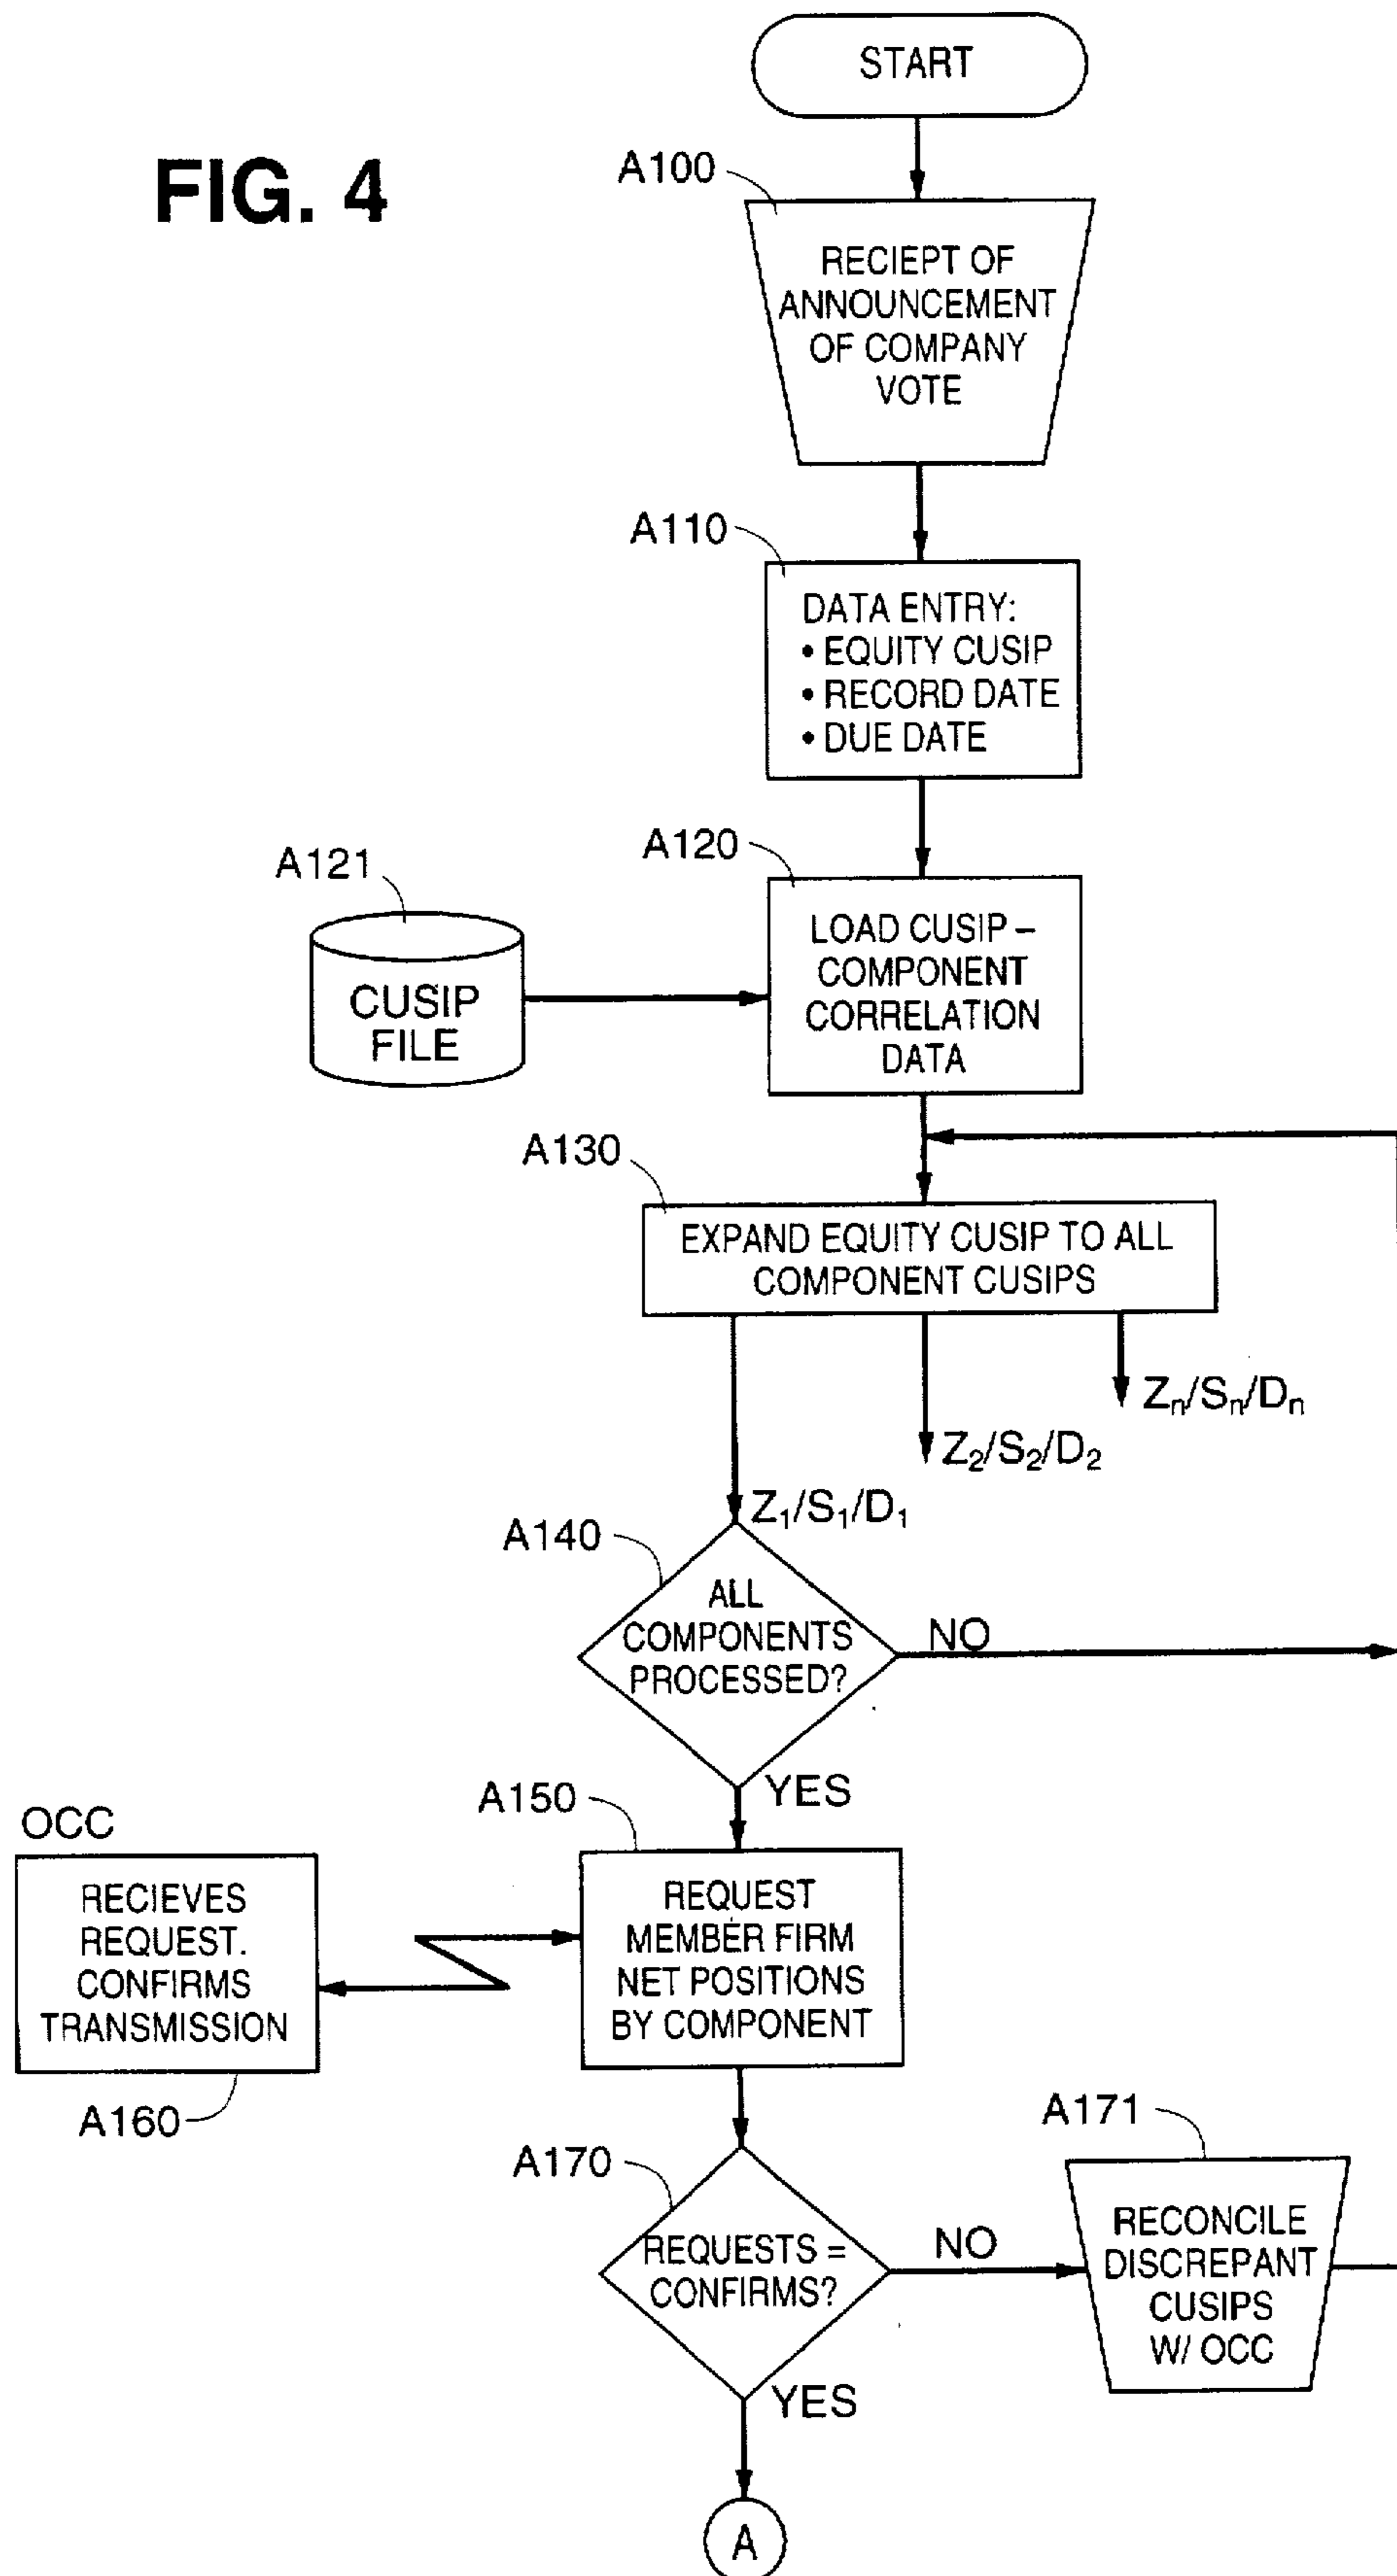 START
FIG. 4
A100
RECIEPT OF
ANNOUNCEMENT
OF COMPANY
VOTE
A110
DATA ENTRY:
• EQUITY CUSIP
• RECORD DATE
• DUE DATE
A120
A121
LOAD CUSIP –
COMPONENT
CORRELATION
DATA
CUSIP
FILE
A130
EXPAND EQUITY CUSIP TO ALL
COMPONENT CUSIPS
Zn/Sn/Dn
Z2/S2/D2
Z1/S1/D1
A140
ALL
COMPONENTS
PROCESSED?
NO
YES
A150
OCC
RECIEVES
REQUEST.
CONFIRMS
TRANSMISSION
REQUEST
MEMBER FIRM
NET POSITIONS
BY COMPONENT
A160
A170
A171
REQUESTS =
CONFIRMS?
NO
RECONCILE
DISCREPANT
CUSIPS
W/ OCC
YES
A